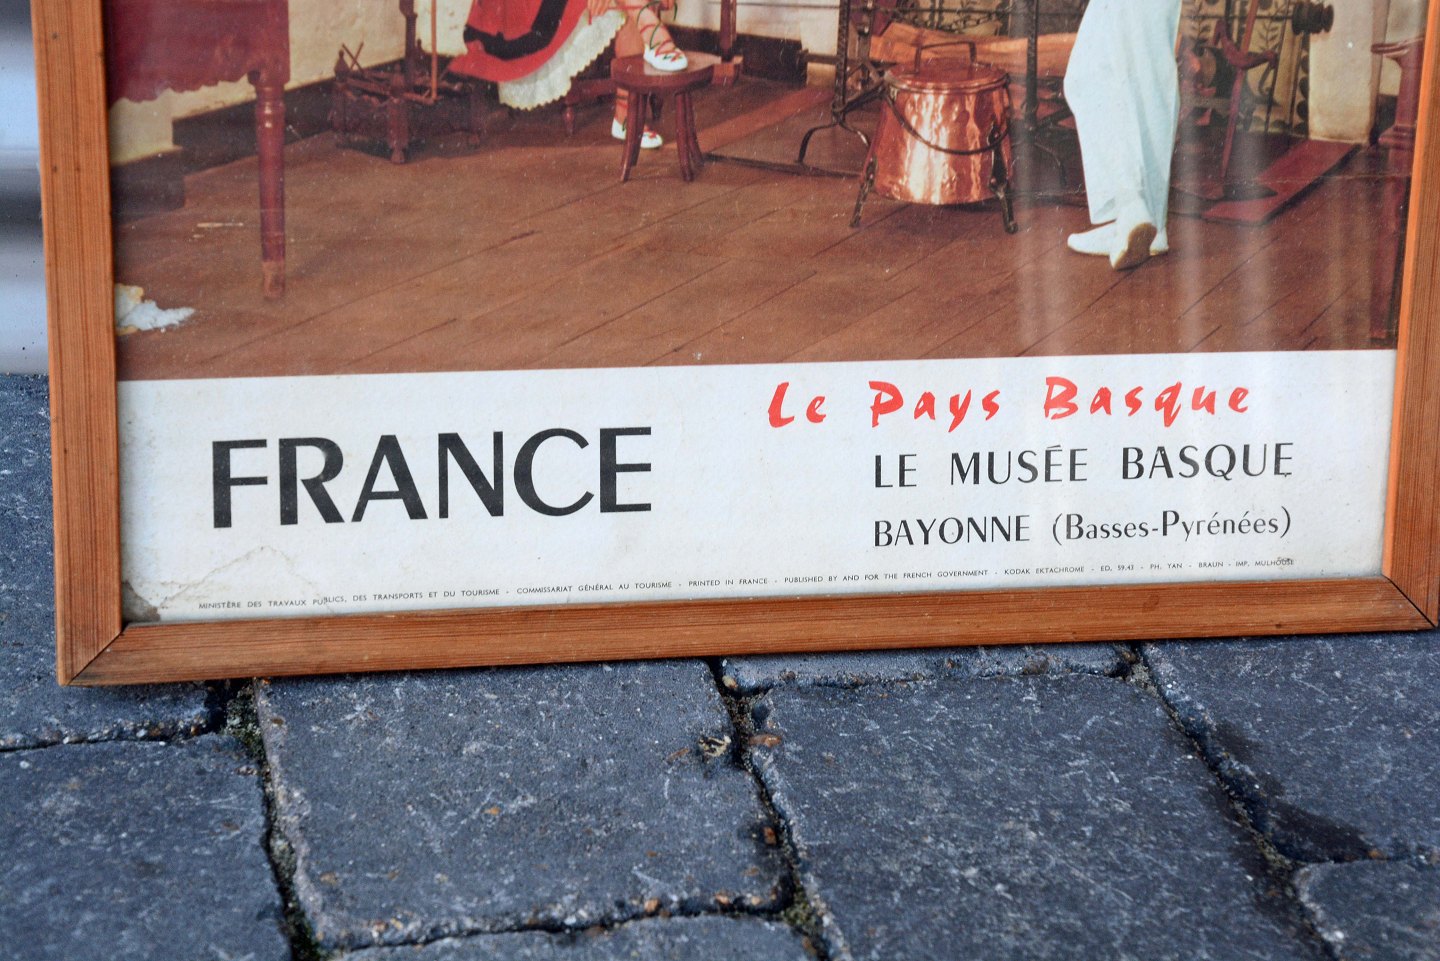 FRANCE
Le Pays Basque
LE MUSÉE BASQUE
BAYONNE (Basses-Pyrénées)
MINISTÈRE DES TRAVAUX PUBLICS, DES TRANSPORTS ET DU TOURISME - COMMISSARIAT GÉNÉRAL AU TOURISME - PRINTED IN FRANCE - PUBLISHED BY AND FOR THE FRENCH GOVERNMENT - KODAK EKTACHROME - ED. 59.43 - PH. YAN - BRAUN - IMP. MULHOUSE